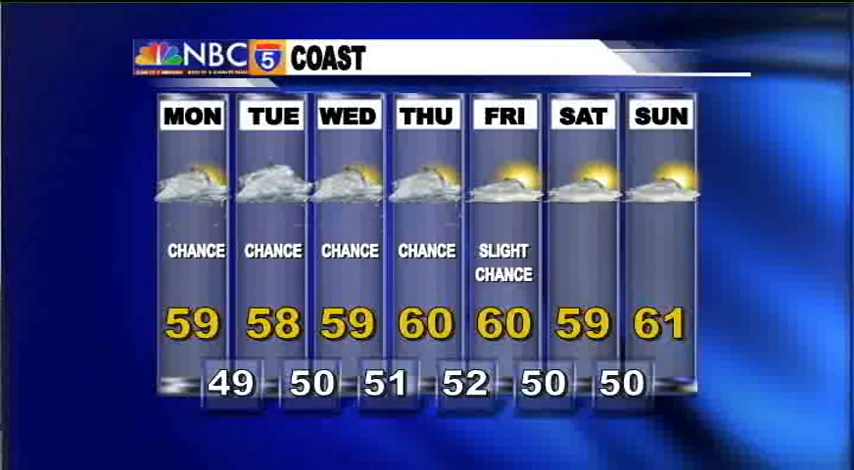 NBC 5 COAST
MON TUE WED THU FRI SAT SUN
CHANCE CHANCE CHANCE CHANCE SLIGHT
CHANCE
59 58 59 60 60 59 61
49 50 51 52 50 50